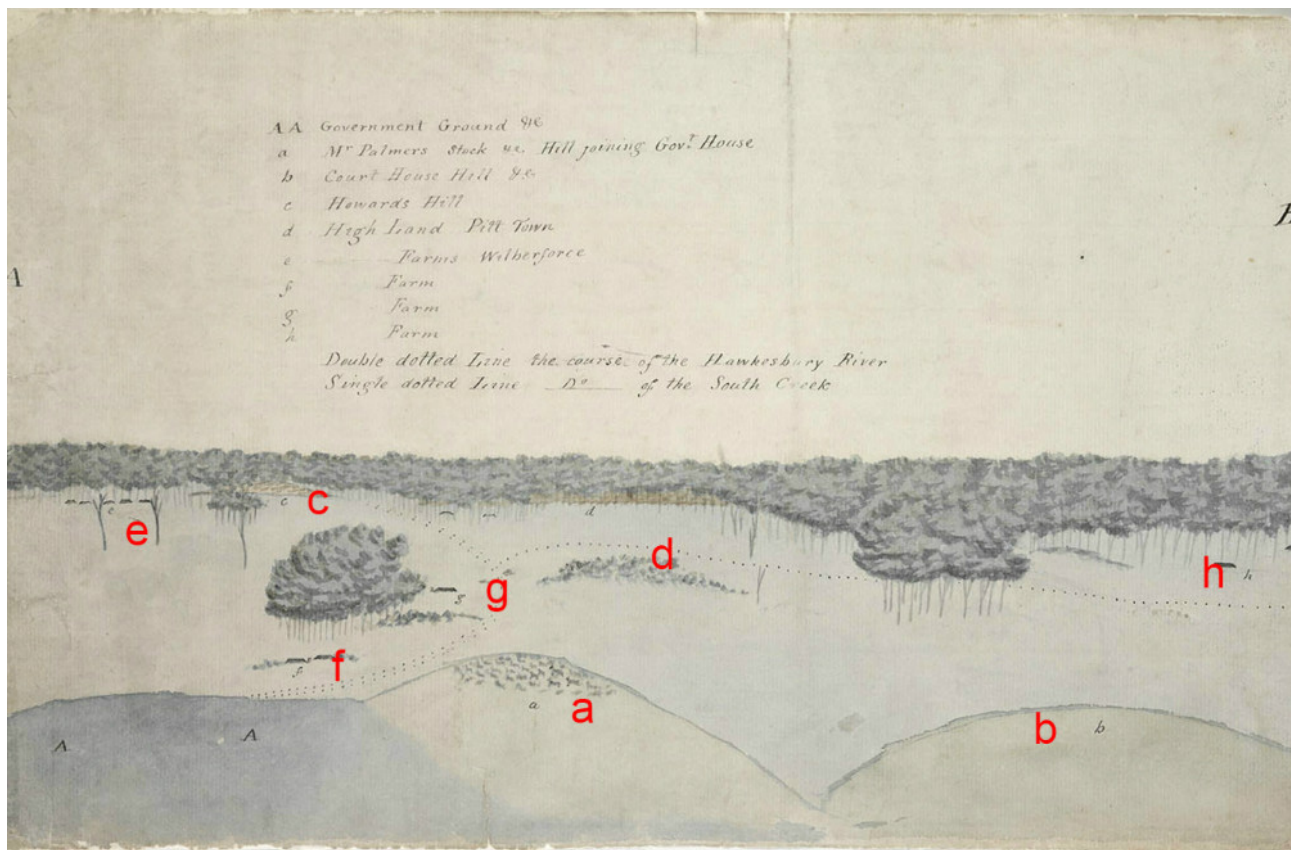 A A Government Ground &c
a Mr Palmers Stock &c. Hill joining Govt. House
b Court House Hill &c
c Howards Hill
d High Land Pitt Town
e Farms Wilberforce
f Farm
g Farm
h Farm
Double dotted Line the course of the Hawkesbury River
Single dotted Line Do of the South Creek
A
e c
e c
d
d
h h
g g
f
f
a
a
b b
A A